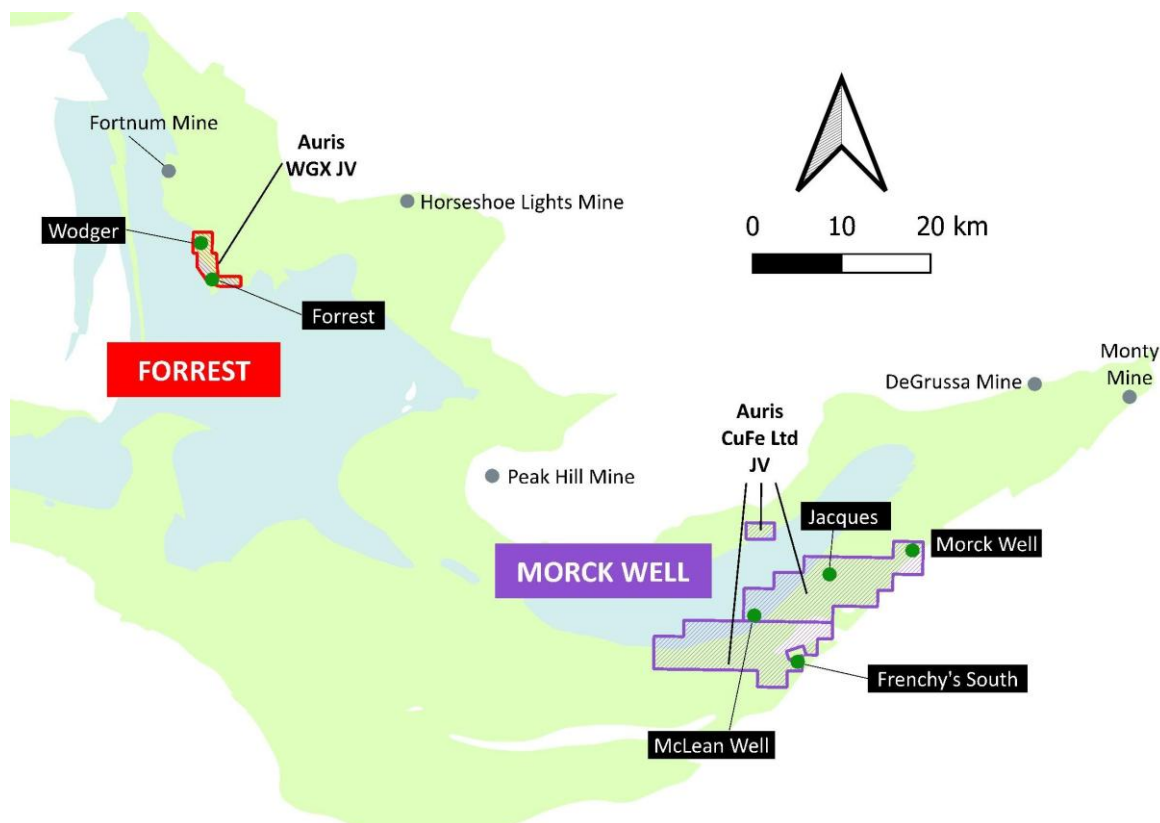 Fortnum Mine
Auris
WGX JV
Horseshoe Lights Mine
Wodger
Forrest
FORREST
0 10 20 km
Monty
Mine
DeGrussa Mine
Auris
CuFe Ltd
JV
Peak Hill Mine
Jacques
Morck Well
MORCK WELL
Frenchy's South
McLean Well